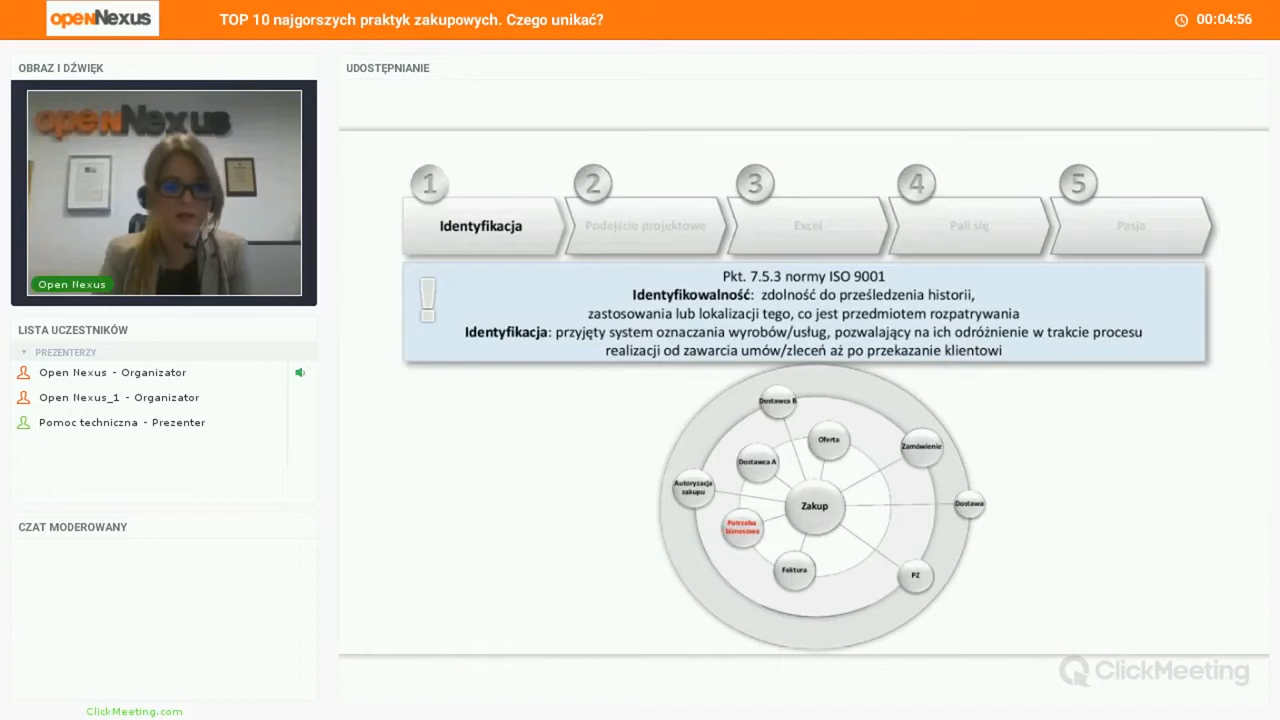 openNexus
TOP 10 najgorszych praktyk zakupowych. Czego unikać?
00:04:56
OBRAZ I DŹWIĘK
openNexus
Open Nexus
LISTA UCZESTNIKÓW
PREZENTERZY
Open Nexus - Organizator
Open Nexus_1 - Organizator
Pomoc techniczna - Prezenter
CZAT MODEROWANY
ClickMeeting.com
UDOSTĘPNIANIE
1
2
3
4
5
Identyfikacja
Podejście projektowe
Excel
Pali się
Pasja
!
Pkt. 7.5.3 normy ISO 9001
Identyfikowalność: zdolność do prześledzenia historii,
zastosowania lub lokalizacji tego, co jest przedmiotem rozpatrywania
Identyfikacja: przyjęty system oznaczania wyrobów/usług, pozwalający na ich odróżnienie w trakcie procesu
realizacji od zawarcia umów/zleceń aż po przekazanie klientowi
Dostawca B
Oferta
Zamówienie
Dostawca A
Autoryzacja
zakupu
Zakup
Dostawa
Potrzeba
biznesowa
Faktura
PZ
ClickMeeting